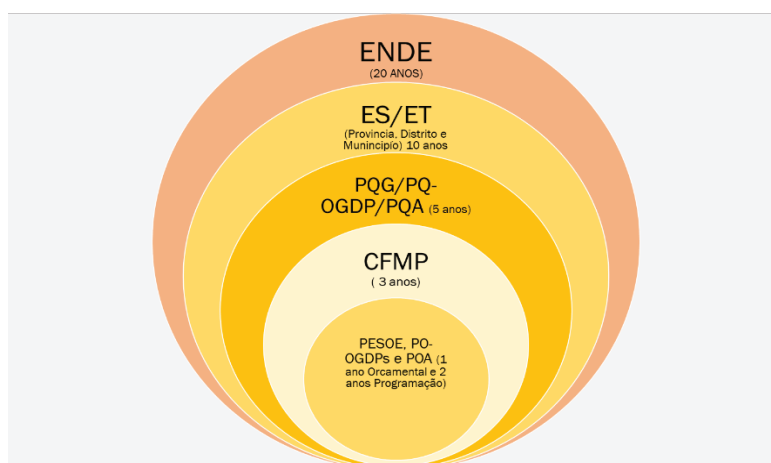 ENDE
(20 ANOS)
ES/ET
(Provincia, Distrito e
Munincipío) 10 anos
PQG/PQ-
OGDP/PQA (5 anos)
CFMP
( 3 anos)
PESOE, PO-
OGDPs e POA (1
ano Orcamental e 2
anos Programação)